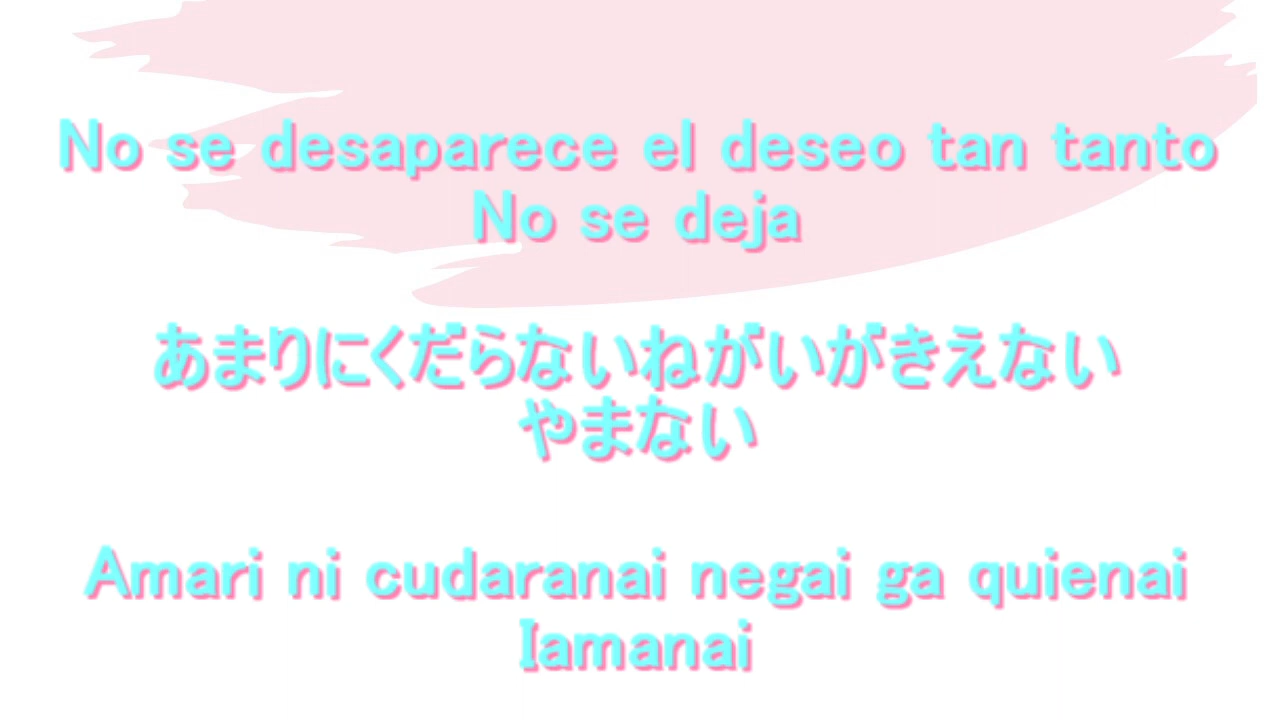 No se desaparece el deseo tan tanto
No se deja
あまりにくだらないねがいがきえない
やまない
Amari ni cudaranai negai ga quienai
Iamanai